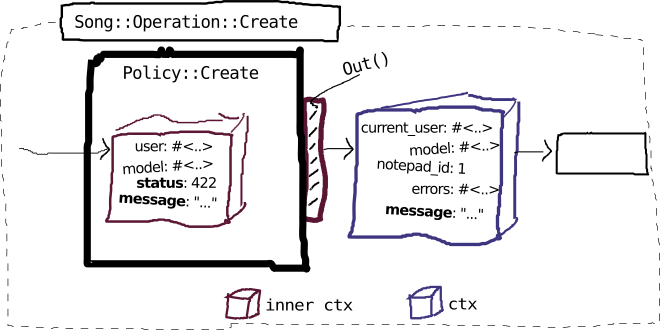 Song::Operation::Create
Policy::Create
Out()
user: #<..>
model: #<..>
status: 422
message: "..."
current_user: #<..>
model: #<..>
notepad_id: 1
errors: #<..>
message: "..."
inner ctx
ctx